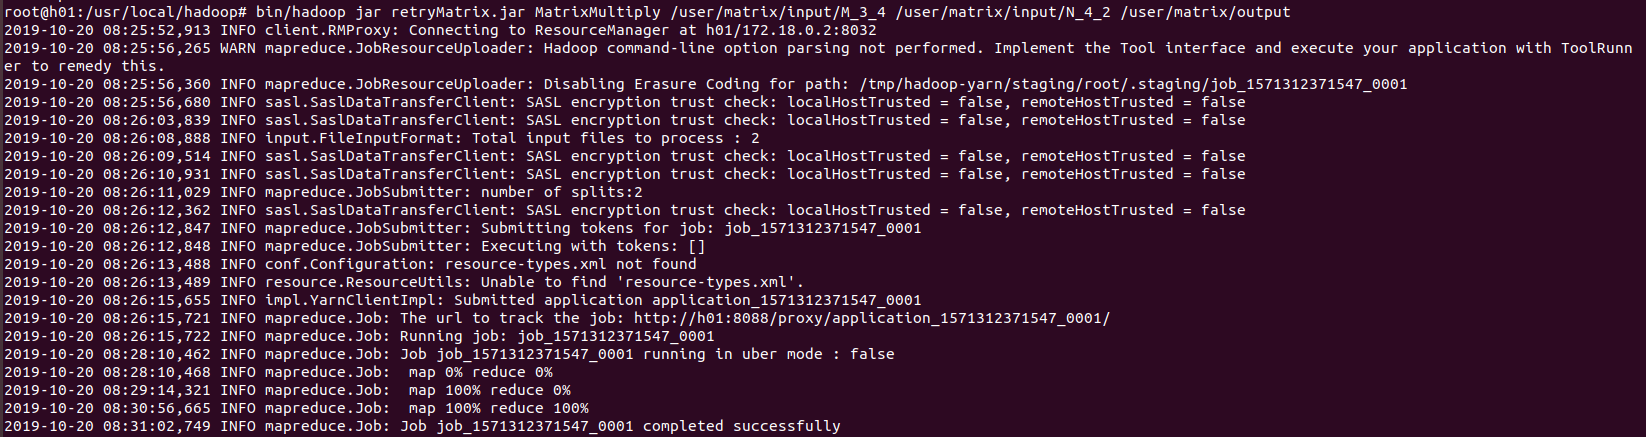 root@h01:/usr/local/hadoop# bin/hadoop jar retryMatrix.jar MatrixMultiply /user/matrix/input/M_3_4 /user/matrix/input/N_4_2 /user/matrix/output
2019-10-20 08:25:52,913 INFO client.RMProxy: Connecting to ResourceManager at h01/172.18.0.2:8032
2019-10-20 08:25:56,265 WARN mapreduce.JobResourceUploader: Hadoop command-line option parsing not performed. Implement the Tool interface and execute your application with ToolRunn
er to remedy this.
2019-10-20 08:25:56,360 INFO mapreduce.JobResourceUploader: Disabling Erasure Coding for path: /tmp/hadoop-yarn/staging/root/.staging/job_1571312371547_0001
2019-10-20 08:25:56,680 INFO sasl.SaslDataTransferClient: SASL encryption trust check: localHostTrusted = false, remoteHostTrusted = false
2019-10-20 08:26:03,839 INFO sasl.SaslDataTransferClient: SASL encryption trust check: localHostTrusted = false, remoteHostTrusted = false
2019-10-20 08:26:08,888 INFO input.FileInputFormat: Total input files to process : 2
2019-10-20 08:26:09,514 INFO sasl.SaslDataTransferClient: SASL encryption trust check: localHostTrusted = false, remoteHostTrusted = false
2019-10-20 08:26:10,931 INFO sasl.SaslDataTransferClient: SASL encryption trust check: localHostTrusted = false, remoteHostTrusted = false
2019-10-20 08:26:11,029 INFO mapreduce.JobSubmitter: number of splits:2
2019-10-20 08:26:12,362 INFO sasl.SaslDataTransferClient: SASL encryption trust check: localHostTrusted = false, remoteHostTrusted = false
2019-10-20 08:26:12,847 INFO mapreduce.JobSubmitter: Submitting tokens for job: job_1571312371547_0001
2019-10-20 08:26:12,848 INFO mapreduce.JobSubmitter: Executing with tokens: []
2019-10-20 08:26:13,488 INFO conf.Configuration: resource-types.xml not found
2019-10-20 08:26:13,489 INFO resource.ResourceUtils: Unable to find 'resource-types.xml'.
2019-10-20 08:26:15,655 INFO impl.YarnClientImpl: Submitted application application_1571312371547_0001
2019-10-20 08:26:15,721 INFO mapreduce.Job: The url to track the job: http://h01:8088/proxy/application_1571312371547_0001/
2019-10-20 08:26:15,722 INFO mapreduce.Job: Running job: job_1571312371547_0001
2019-10-20 08:28:10,462 INFO mapreduce.Job: Job job_1571312371547_0001 running in uber mode : false
2019-10-20 08:28:10,468 INFO mapreduce.Job:  map 0% reduce 0%
2019-10-20 08:29:14,321 INFO mapreduce.Job:  map 100% reduce 0%
2019-10-20 08:30:56,665 INFO mapreduce.Job:  map 100% reduce 100%
2019-10-20 08:31:02,749 INFO mapreduce.Job: Job job_1571312371547_0001 completed successfully